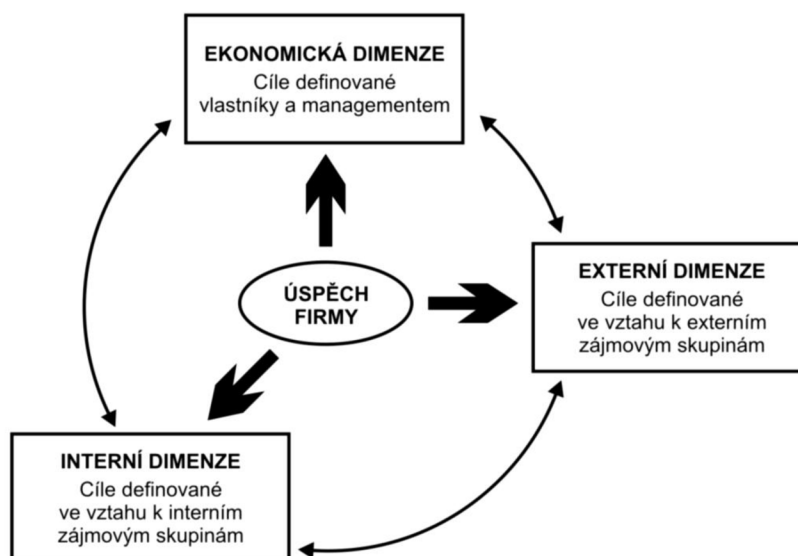 EKONOMICKÁ DIMENZE
Cíle definované
vlastníky a managementem
ÚSPĚCH
FIRMY
EXTERNÍ DIMENZE
Cíle definované
ve vztahu k externím
zájmovým skupinám
INTERNÍ DIMENZE
Cíle definované
ve vztahu k interním
zájmovým skupinám